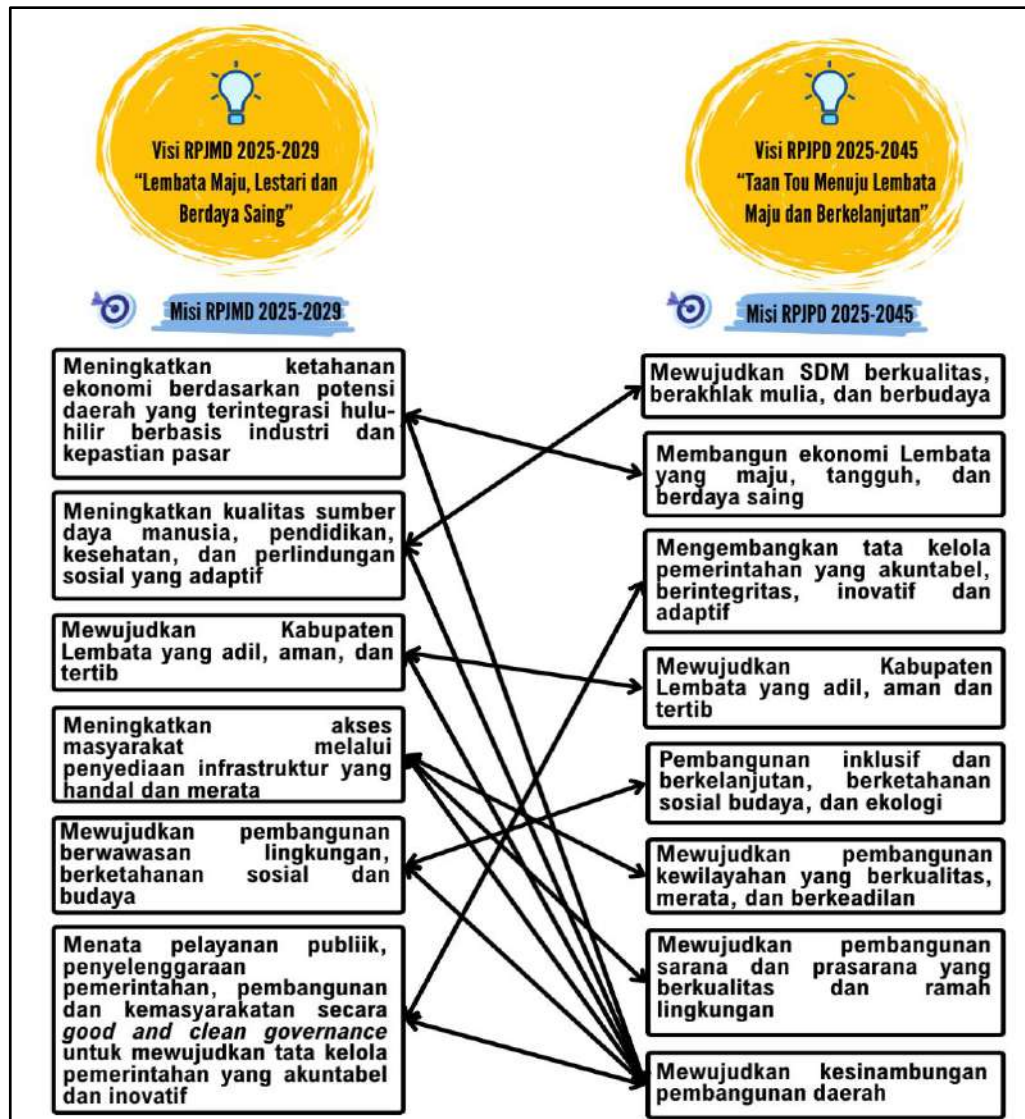 Visi RPJMD 2025-2029
“Lembata Maju, Lestari dan
Berdaya Saing”
Misi RPJMD 2025-2029
Meningkatkan ketahanan
ekonomi berdasarkan potensi
daerah yang terintegrasi hulu-
hilir berbasis industri dan
kepastian pasar
Meningkatkan kualitas sumber
daya manusia, pendidikan,
kesehatan, dan perlindungan
sosial yang adaptif
Mewujudkan Kabupaten
Lembata yang adil, aman, dan
tertib
Meningkatkan akses
masyarakat melalui
penyediaan infrastruktur yang
handal dan merata
Mewujudkan pembangunan
berwawasan lingkungan,
berketahanan sosial dan
budaya
Menata pelayanan publiik,
penyelenggaraan
pemerintahan, pembangunan
dan kemasyarakatan secara
good and clean governance
untuk mewujudkan tata kelola
pemerintahan yang akuntabel
dan inovatif
Visi RPJPD 2025-2045
“Taan Tou Menuju Lembata
Maju dan Berkelanjutan”
Misi RPJPD 2025-2045
Mewujudkan SDM berkualitas,
berakhlak mulia, dan berbudaya
Membangun ekonomi Lembata
yang maju, tangguh, dan
berdaya saing
Mengembangkan tata kelola
pemerintahan yang akuntabel,
berintegritas, inovatif dan
adaptif
Mewujudkan Kabupaten
Lembata yang adil, aman dan
tertib
Pembangunan inklusif dan
berkelanjutan, berketahanan
sosial budaya, dan ekologi
Mewujudkan pembangunan
kewilayahan yang berkualitas,
merata, dan berkeadilan
Mewujudkan pembangunan
sarana dan prasarana yang
berkualitas dan ramah
lingkungan
Mewujudkan kesinambungan
pembangunan daerah